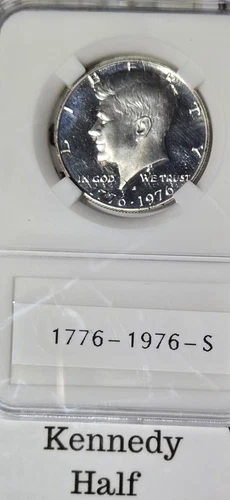 LIBERTY
IN GOD WE TRUST
1776-1976
1776-1976-S
Kennedy
Half